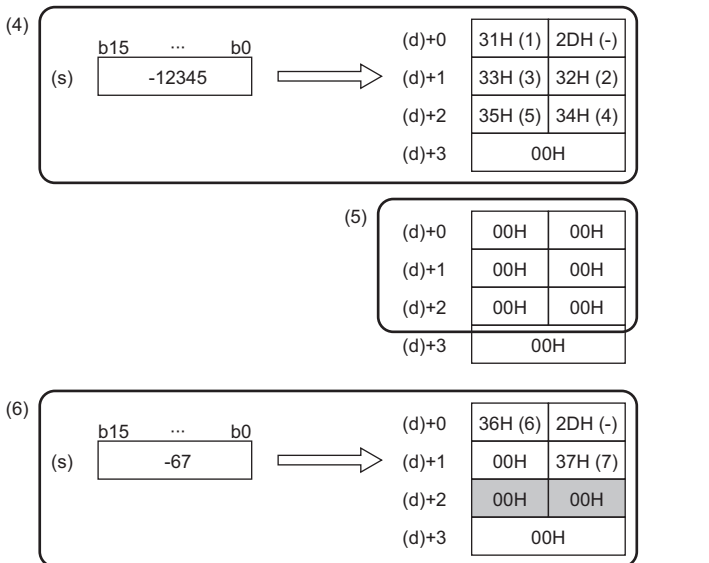 (4)
b15 ··· b0
(s) -12345
(d)+0 31H (1) 2DH (-)
(d)+1 33H (3) 32H (2)
(d)+2 35H (5) 34H (4)
(d)+3 00H
(5)
(d)+0 00H 00H
(d)+1 00H 00H
(d)+2 00H 00H
(d)+3 00H
(6)
b15 ··· b0
(s) -67
(d)+0 36H (6) 2DH (-)
(d)+1 00H 37H (7)
(d)+2 00H 00H
(d)+3 00H